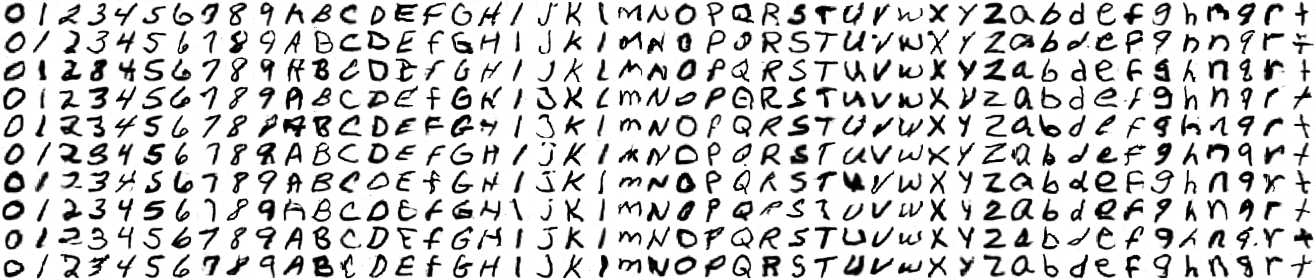 0 1 2 3 4 5 6 7 8 9 A B C D E F G H I J K l m N O P Q R S T U V W X Y Z a b d e f g h n q r t
0 1 2 3 4 5 6 7 8 9 A B C D E f G H I J K l m N O P Q R S T U V W X Y Z a b d e f g h n q r t
0 1 2 3 4 5 6 7 8 9 A B C D E f G H I J K L m N O P Q R S T U V W X Y Z a b d e f g h n q r t
0 1 2 3 4 5 6 7 8 9 A B C D E f G H I J K L m N O P Q R S T U V W X Y Z a b d e f g h n q r t
0 1 2 3 4 5 6 7 8 9 A B C D E F G H I J K l m N O P Q R S T U V W X Y Z a b d e f g h n q r t
0 1 2 3 4 5 6 7 8 9 A B C D E F G H I J K l m N O P Q R S T U V W X Y Z a b d e f g h n q r t
0 1 2 3 4 5 6 7 8 9 A B C D E F G H I J K l m N O P Q R S T U V W X Y Z a b d e f g h n q r t
0 1 2 3 4 5 6 7 8 9 A B C D E F G H I J K l m N O P Q R S T U V W X Y Z a b d e f g h n q r t
0 1 2 3 4 5 6 7 8 9 A B C D E f G H I J K l m N O P Q R S T U V W X Y Z a b d e f g h n q r t
0 1 2 3 4 5 6 7 8 9 A B C D E F G H I J K l m N O P Q R S T U V W X Y Z a b d e f g h n q r t